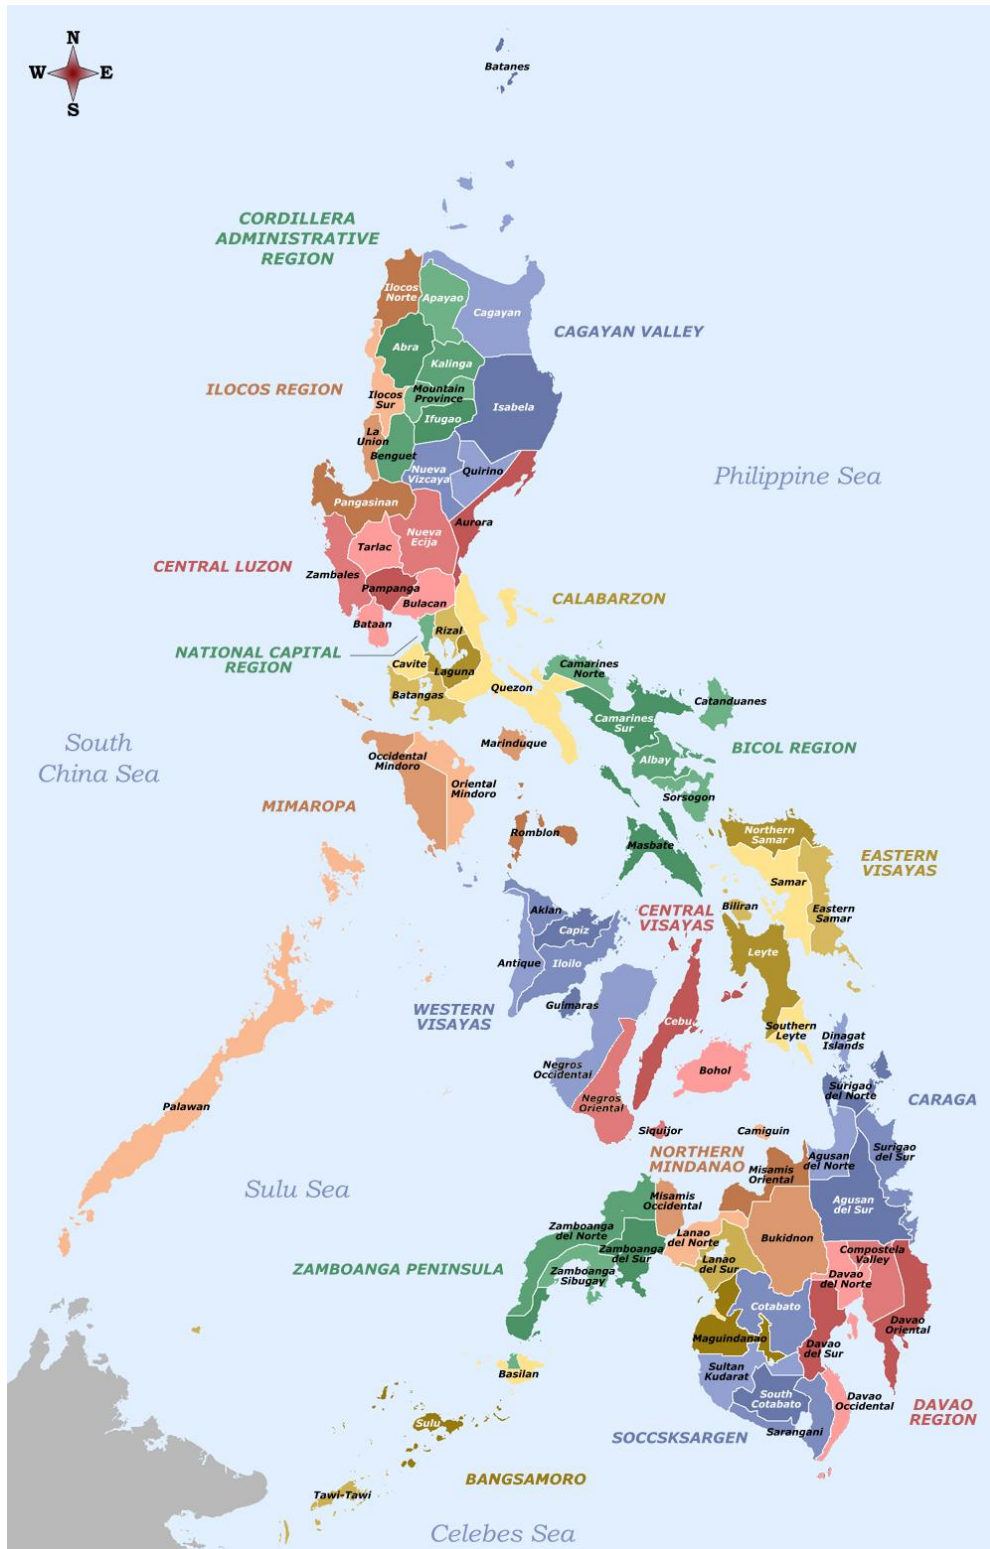 N
W
E
S
Batanes
CORDILLERA
ADMINISTRATIVE
REGION
Ilocos
Norte
Apayao
Cagayan
CAGAYAN VALLEY
Abra
Kalinga
ILOCOS REGION
Ilocos
Sur
Mountain
Province
Isabela
Ifugao
La
Union
Benguet
Nueva
Vizcaya
Quirino
Philippine Sea
Pangasinan
Aurora
Nueva
Ecija
Tarlac
CENTRAL LUZON
Zambales
Pampanga
Bulacan
CALABARZON
Bataan
Rizal
NATIONAL CAPITAL
REGION
Cavite
Laguna
Quezon
Batangas
Camarines
Norte
Catanduanes
Camarines
Sur
South
China Sea
Marinduque
BICOL REGION
Occidental
Mindoro
Albay
Oriental
Mindoro
Sorsogon
MIMAROPA
Romblon
Masbate
Northern
Samar
EASTERN
VISAYAS
Samar
Biliran
Eastern
Samar
CENTRAL
VISAYAS
Aklan
Capiz
Leyte
Antique
Iloilo
Guimaras
WESTERN
VISAYAS
Cebu
Southern
Leyte
Dinagat
Islands
Negros
Occidental
Bohol
Surigao
del Norte
CARAGA
Palawan
Negros
Oriental
Siquijor
Camiguin
NORTHERN
MINDANAO
Agusan
del Norte
Surigao
del Sur
Misamis
Oriental
Sulu Sea
Misamis
Occidental
Agusan
del Sur
Zamboanga
del Norte
Lanao
del Norte
Bukidnon
Zamboanga
del Sur
Lanao
del Sur
Compostela
Valley
ZAMBOANGA PENINSULA
Zamboanga
Sibugay
Davao
del Norte
Cotabato
Maguindanao
Davao
Oriental
Davao
del Sur
Basilan
Sultan
Kudarat
South
Cotabato
Davao
Occidental
DAVAO
REGION
Sulu
Sarangani
SOCCSKSARGEN
BANGSAMORO
Tawi-Tawi
Celebes Sea